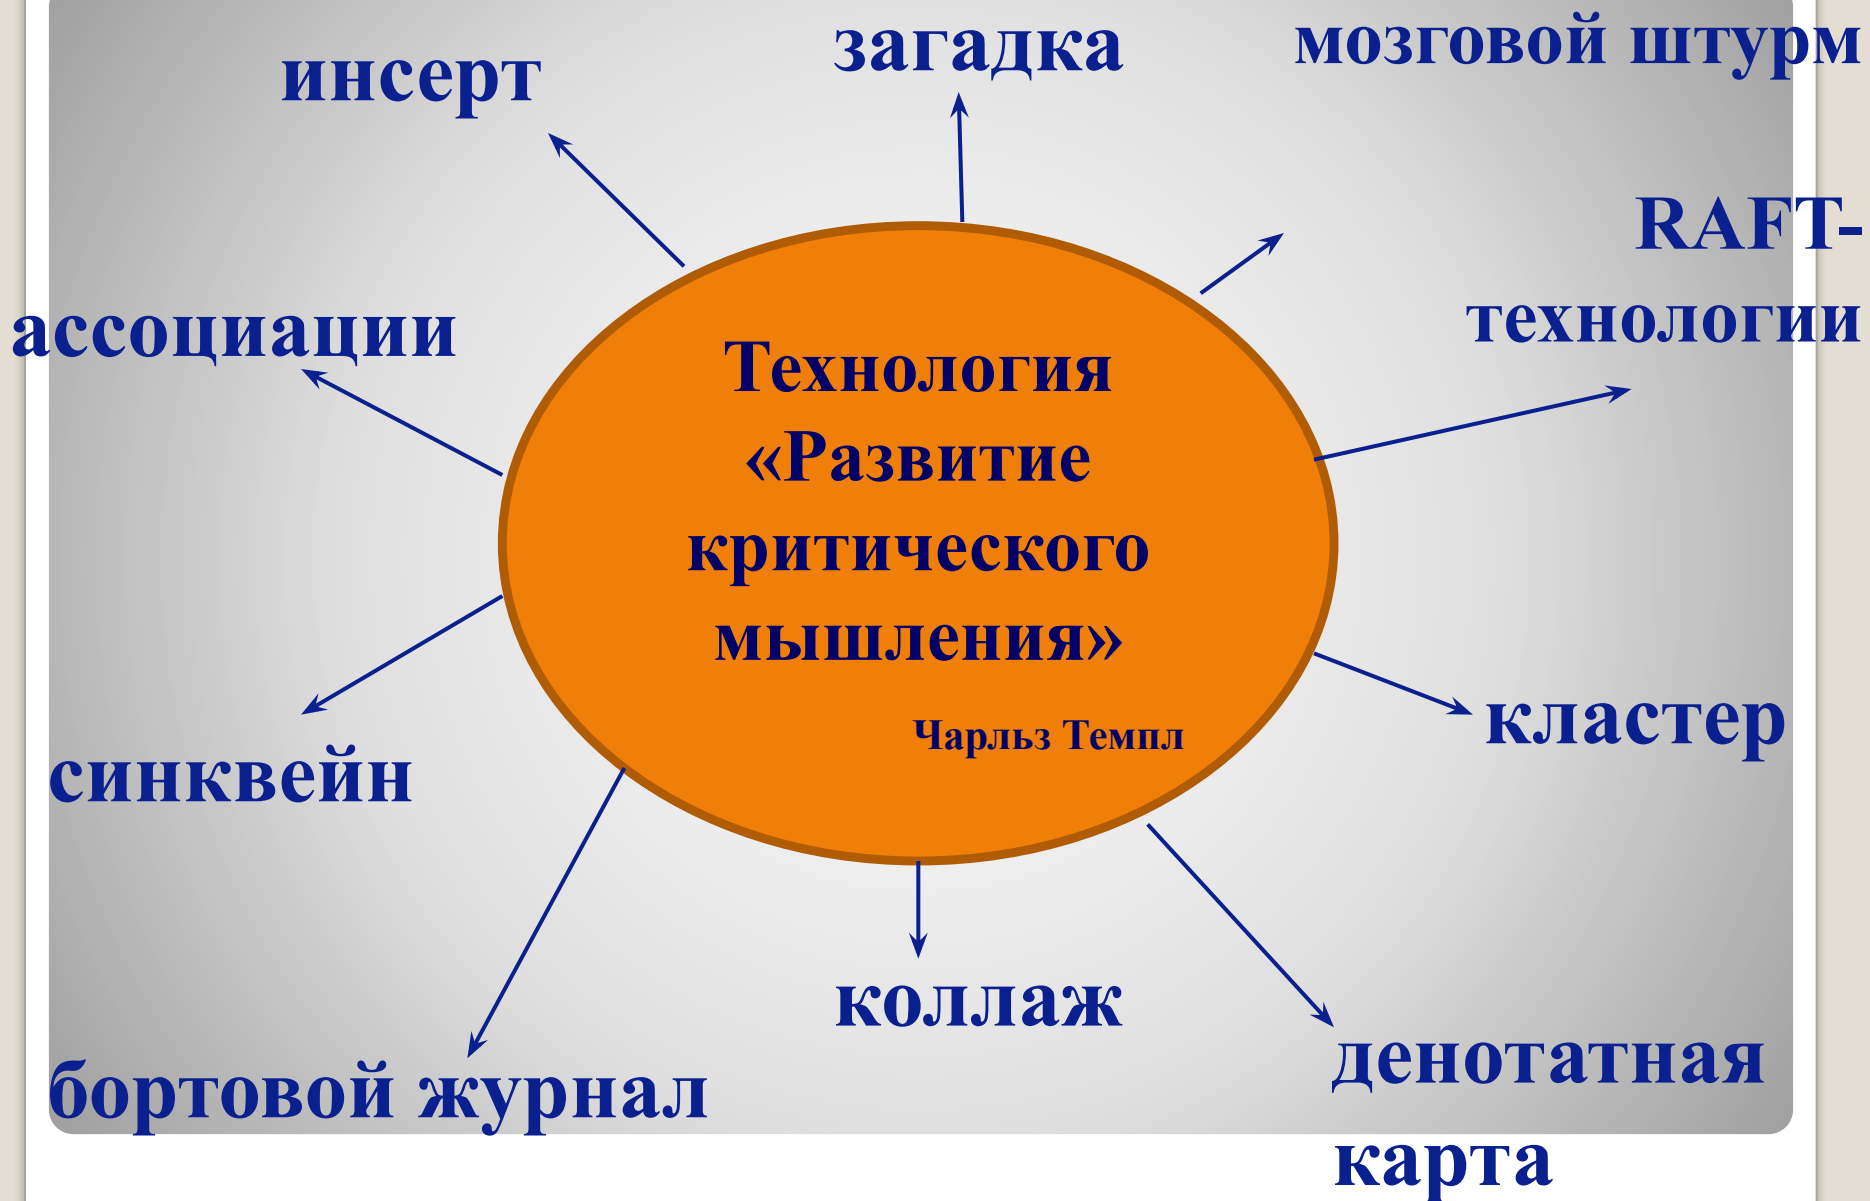 загадка
мозговой штурм
инсерт
RAFT-
технологии
ассоциации
Технология
«Развитие
критического
мышления»
Чарльз Темпл
кластер
синквейн
коллаж
денотатная
карта
бортовой журнал